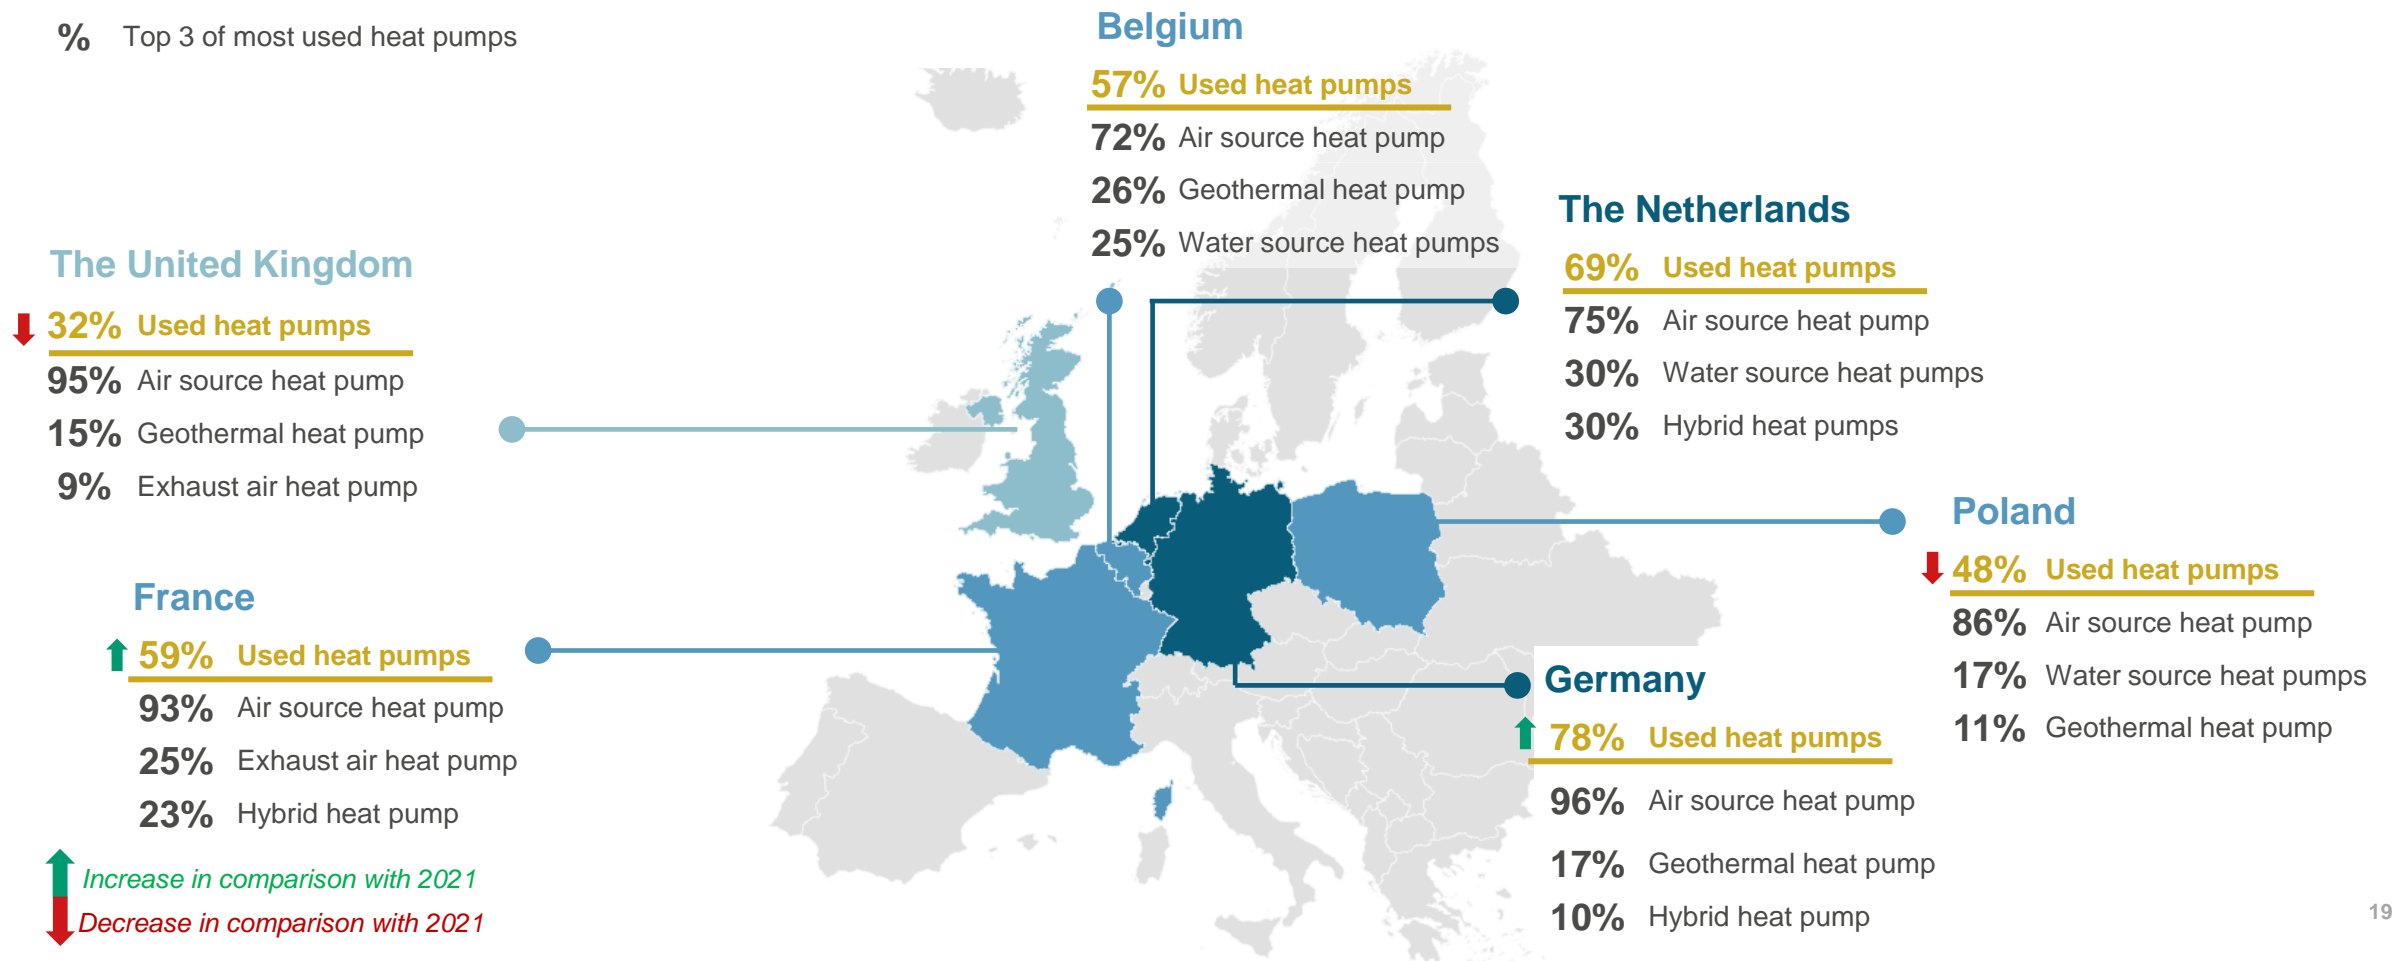 % Top 3 of most used heat pumps
Belgium
57% Used heat pumps
72% Air source heat pump
26% Geothermal heat pump
25% Water source heat pumps
The Netherlands
69% Used heat pumps
75% Air source heat pump
30% Water source heat pumps
30% Hybrid heat pumps
The United Kingdom
32% Used heat pumps
95% Air source heat pump
15% Geothermal heat pump
9% Exhaust air heat pump
Poland
48% Used heat pumps
86% Air source heat pump
17% Water source heat pumps
11% Geothermal heat pump
France
59% Used heat pumps
93% Air source heat pump
25% Exhaust air heat pump
23% Hybrid heat pump
Germany
78% Used heat pumps
96% Air source heat pump
17% Geothermal heat pump
10% Hybrid heat pump
Increase in comparison with 2021
Decrease in comparison with 2021
19